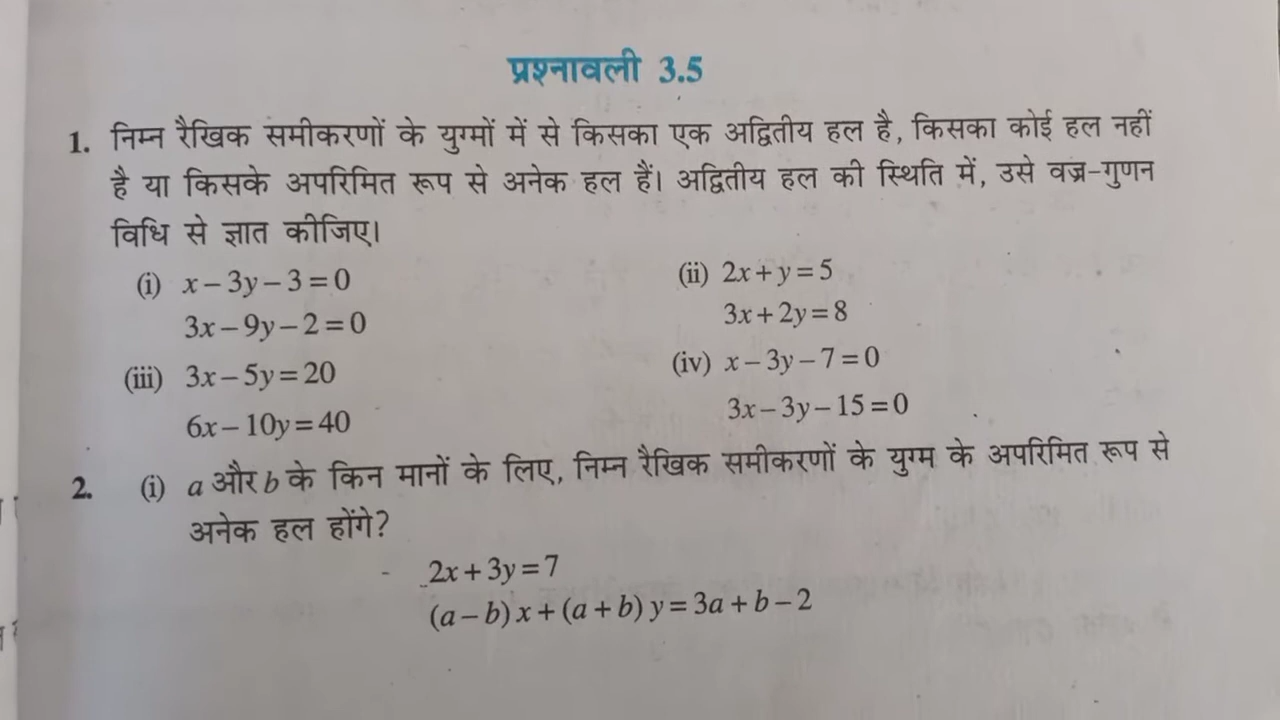 प्रश्नावली 3.5
1. निम्न रैखिक समीकरणों के युग्मों में से किसका एक अद्वितीय हल है, किसका कोई हल नहीं
है या किसके अपरिमित रूप से अनेक हल हैं। अद्वितीय हल की स्थिति में, उसे वज्र-गुणन
विधि से ज्ञात कीजिए।
(i) x – 3y – 3 = 0 (ii) 2x + y = 5
3x – 9y – 2 = 0 3x + 2y = 8
(iii) 3x – 5y = 20 (iv) x – 3y – 7 = 0
6x – 10y = 40 3x – 3y – 15 = 0
2. (i) a और b के किन मानों के लिए, निम्न रैखिक समीकरणों के युग्म के अपरिमित रूप से
अनेक हल होंगे?
2x + 3y = 7
(a – b) x + (a + b) y = 3a + b – 2